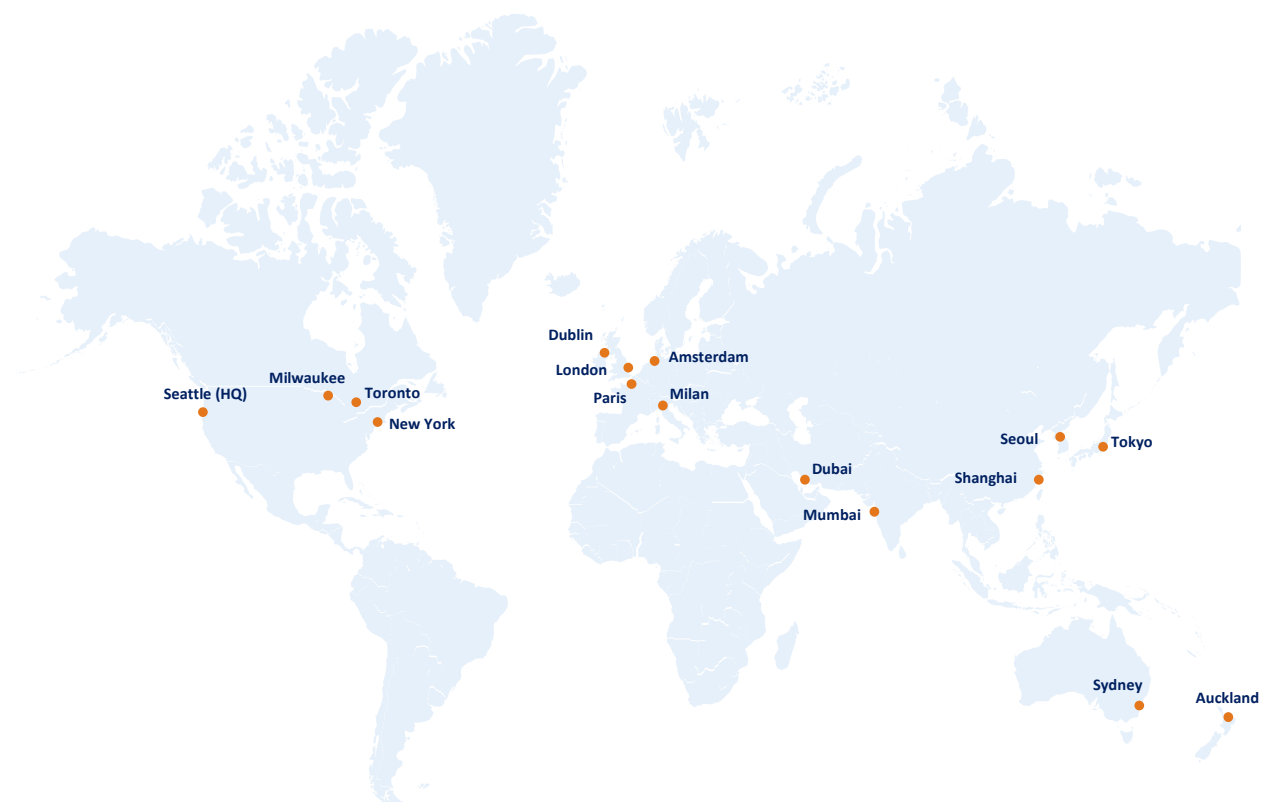 Dublin
Amsterdam
London
Milwaukee
Seattle (HQ)
Toronto
Paris
Milan
New York
Seoul
Tokyo
Dubai
Shanghai
Mumbai
Sydney
Auckland